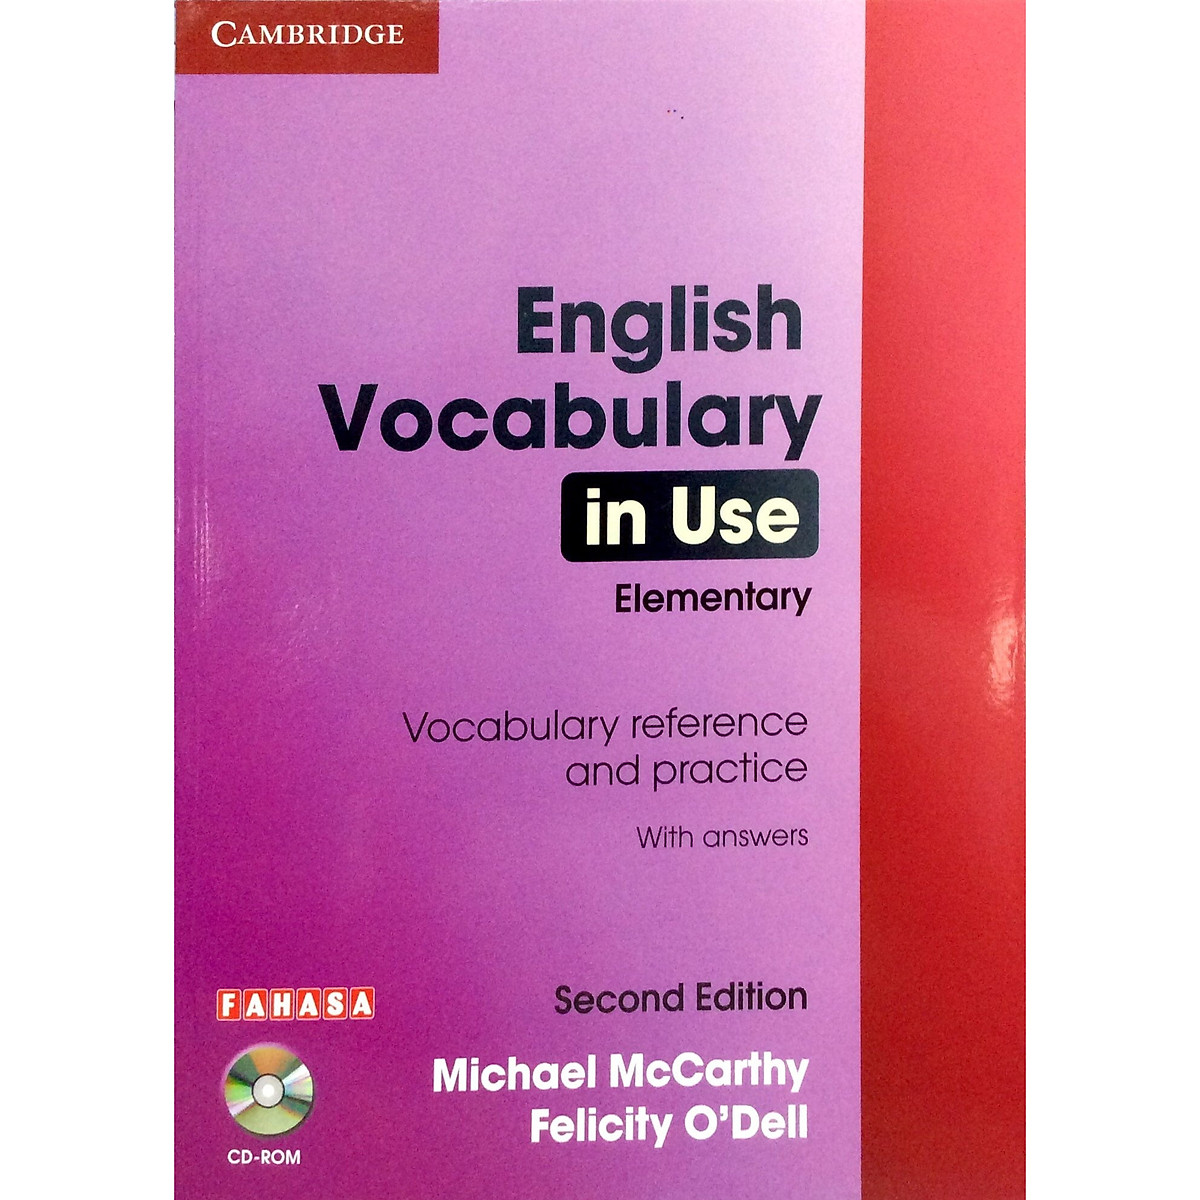 CAMBRIDGE
English
Vocabulary
in Use
Elementary
Vocabulary reference
and practice
With answers
Second Edition
FAHASA
Michael McCarthy
Felicity O'Dell
CD-ROM